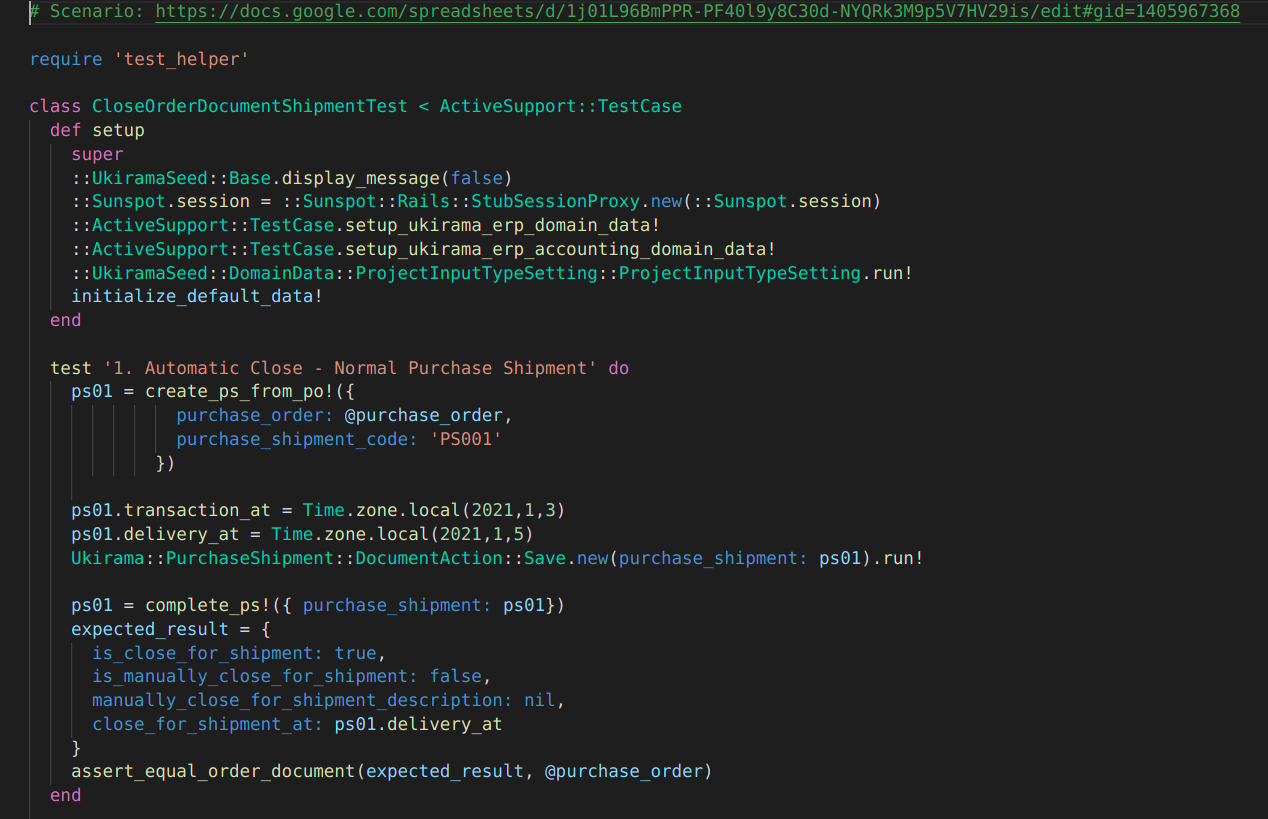 # Scenario: https://docs.google.com/spreadsheets/d/1j01L96BmPPR-PF40l9y8C30d-NYQRk3M9p5V7HV29is/edit#gid=1405967368
require 'test_helper'
class CloseOrderDocumentShipmentTest < ActiveSupport::TestCase
def setup
super
::UkiramaSeed::Base.display_message(false)
::Sunspot.session = ::Sunspot::Rails::StubSessionProxy.new(::Sunspot.session)
::ActiveSupport::TestCase.setup_ukirama_erp_domain_data!
::ActiveSupport::TestCase.setup_ukirama_erp_accounting_domain_data!
::UkiramaSeed::DomainData::ProjectInputTypeSetting::ProjectInputTypeSetting.run!
initialize_default_data!
end
test '1. Automatic Close - Normal Purchase Shipment' do
ps01 = create_ps_from_po!({
purchase_order: @purchase_order,
purchase_shipment_code: 'PS001'
})
ps01.transaction_at = Time.zone.local(2021,1,3)
ps01.delivery_at = Time.zone.local(2021,1,5)
Ukirama::PurchaseShipment::DocumentAction::Save.new(purchase_shipment: ps01).run!
ps01 = complete_ps!({ purchase_shipment: ps01})
expected_result = {
is_close_for_shipment: true,
is_manually_close_for_shipment: false,
manually_close_for_shipment_description: nil,
close_for_shipment_at: ps01.delivery_at
}
assert_equal_order_document(expected_result, @purchase_order)
end